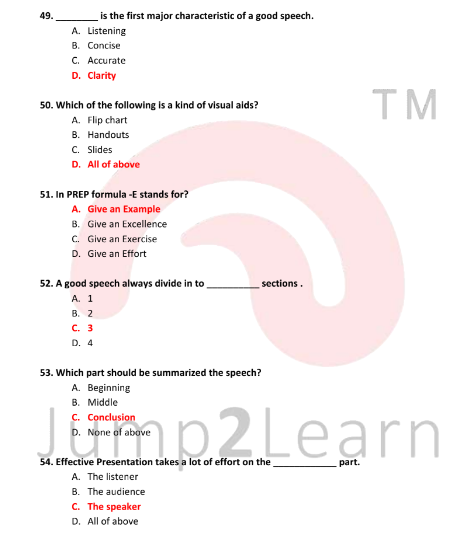 49. ________ is the first major characteristic of a good speech.
A. Listening
B. Concise
C. Accurate
D. Clarity
TM
50. Which of the following is a kind of visual aids?
A. Flip chart
B. Handouts
C. Slides
D. All of above
51. In PREP formula -E stands for?
A. Give an Example
B. Give an Excellence
C. Give an Exercise
D. Give an Effort
52. A good speech always divide in to __________ sections .
A. 1
B. 2
C. 3
D. 4
53. Which part should be summarized the speech?
A. Beginning
B. Middle
C. Conclusion
D. None of above
Jump2Learn
54. Effective Presentation takes a lot of effort on the ____________ part.
A. The listener
B. The audience
C. The speaker
D. All of above